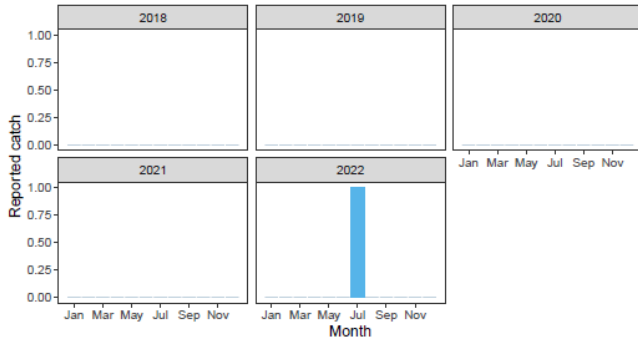 2018 2019 2020
1.00
0.75
0.50
0.25
0.00
Jan Mar May Jul Sep Nov
2021 2022
1.00
0.75
0.50
0.25
0.00
Jan Mar May Jul Sep Nov Jan Mar May Jul Sep Nov
Month
Reported catch